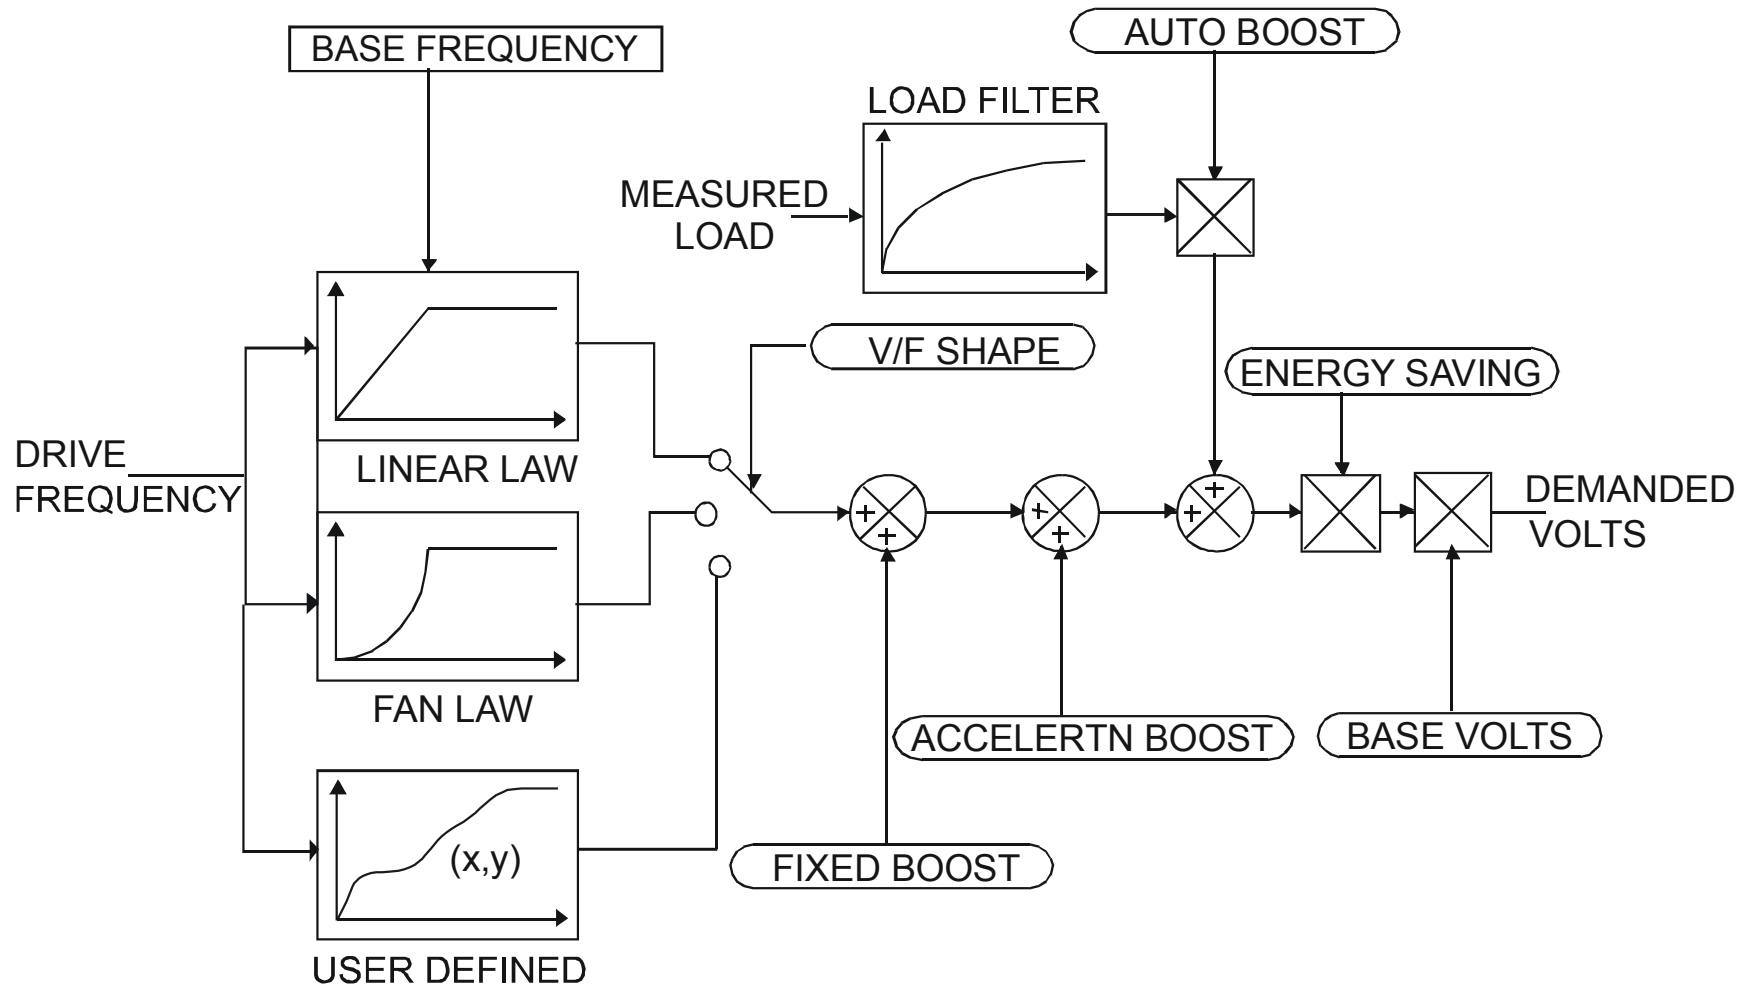 BASE FREQUENCY
AUTO BOOST
LOAD FILTER
MEASURED
LOAD
V/F SHAPE
ENERGY SAVING
DRIVE
FREQUENCY
LINEAR LAW
+
+
+
+
+
+
DEMANDED
VOLTS
FAN LAW
ACCELERTN BOOST
BASE VOLTS
(x,y)
FIXED BOOST
USER DEFINED